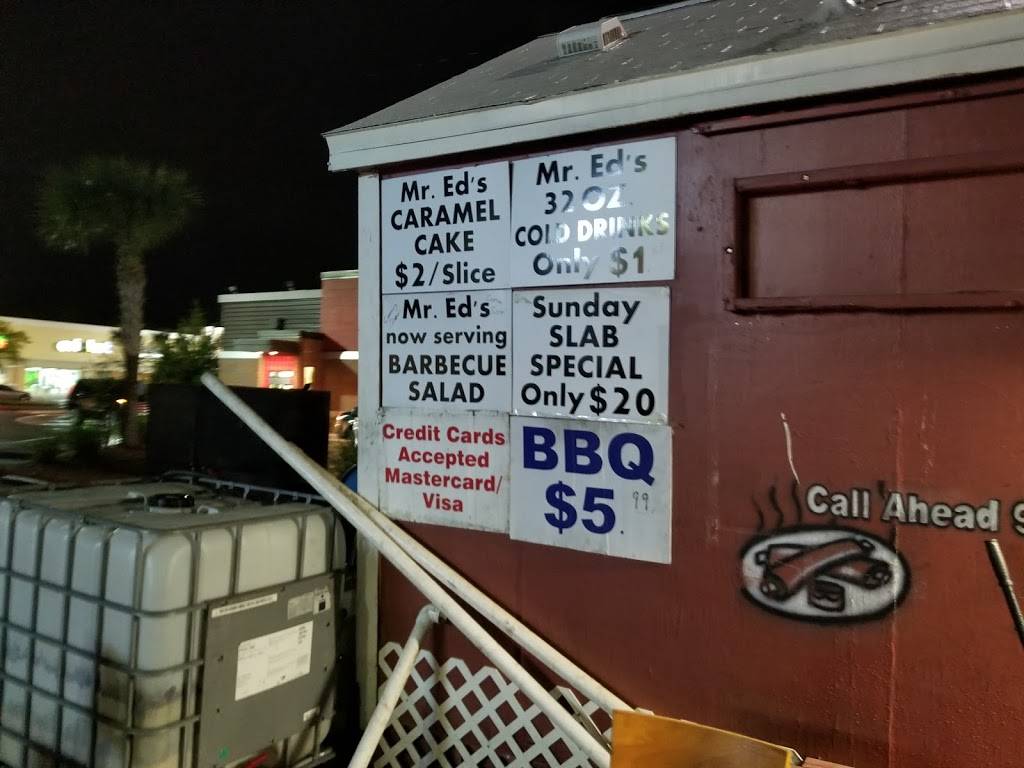 Mr. Ed's
CARAMEL
CAKE
$2/Slice
Mr. Ed's
32 OZ.
COLD DRINKS
Only $1
Mr. Ed's
now serving
BARBECUE
SALAD
Sunday
SLAB
SPECIAL
Only $20
Credit Cards
Accepted
Mastercard/
Visa
BBQ
$5.99
Call Ahead